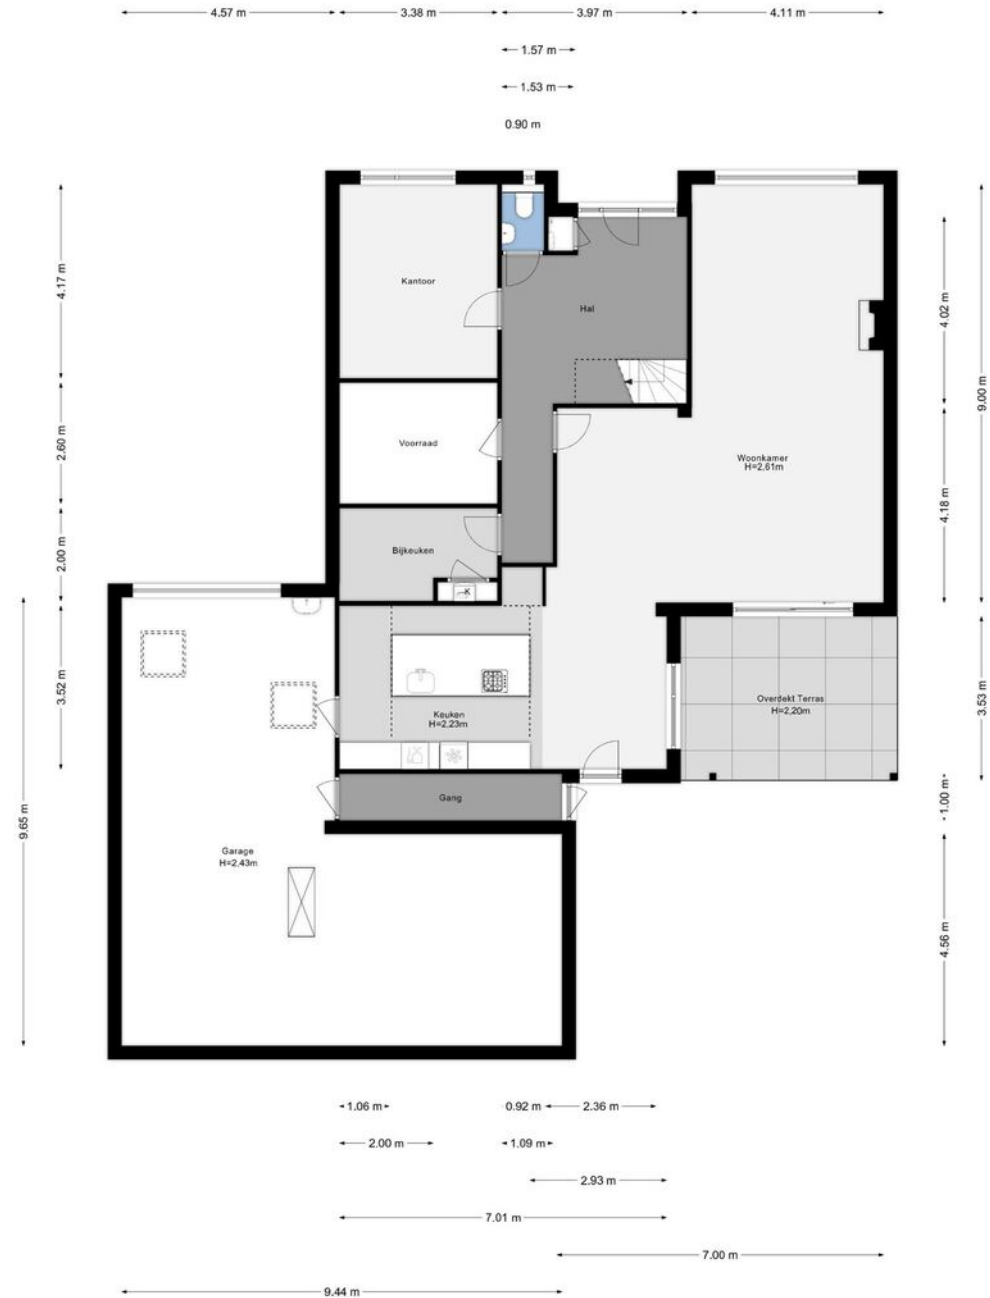 4.57 m
3.38 m
3.97 m
4.11 m
1.57 m
1.53 m
0.90 m
4.17 m
2.60 m
2.00 m
3.52 m
9.65 m
Kantoor
Hal
Voorraad
Woonkamer
H=2,61m
Bijkeuken
K
Keuken
H=2,23m
Overdekt Terras
H=2,20m
Gang
Garage
H=2,43m
4.02 m
9.00 m
4.18 m
3.53 m
1.00 m
4.56 m
1.06 m
0.92 m
2.36 m
2.00 m
1.09 m
2.93 m
7.01 m
7.00 m
9.44 m